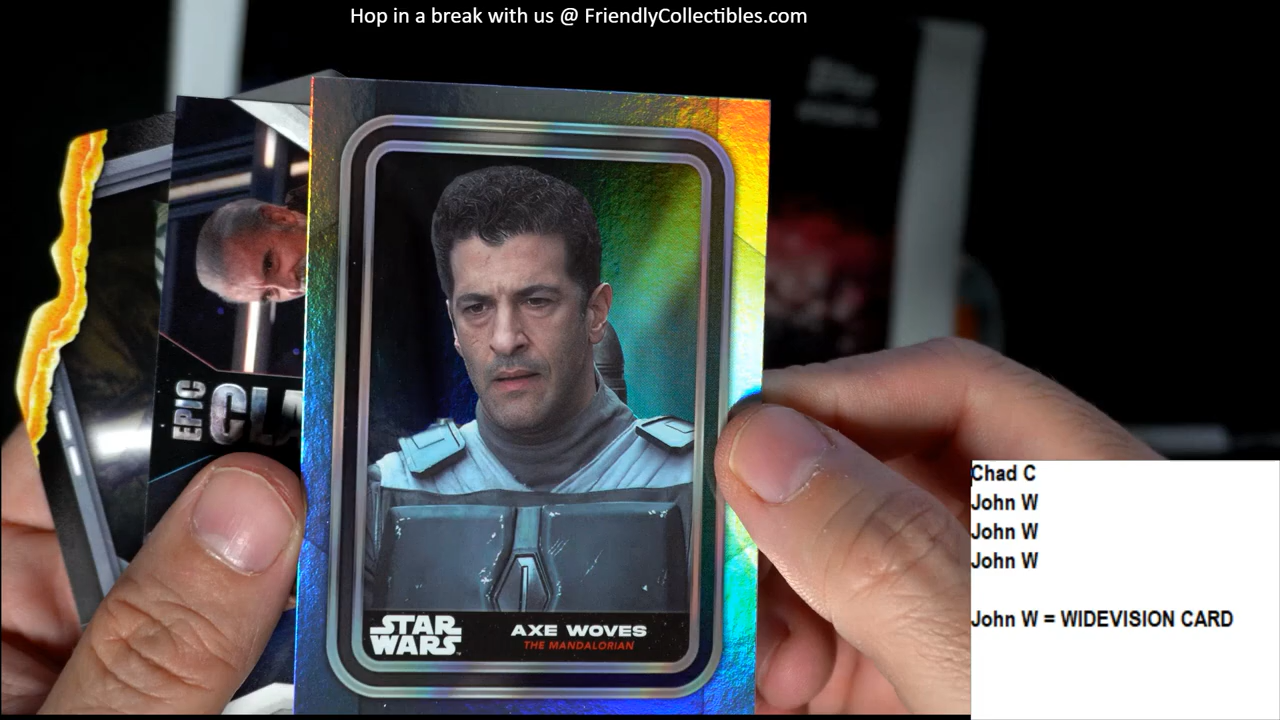 Hop in a break with us @ FriendlyCollectibles.com
EPIC
STAR
WARS
AXE WOVES
THE MANDALORIAN
Chad C
John W
John W
John W
John W = WIDEVISION CARD